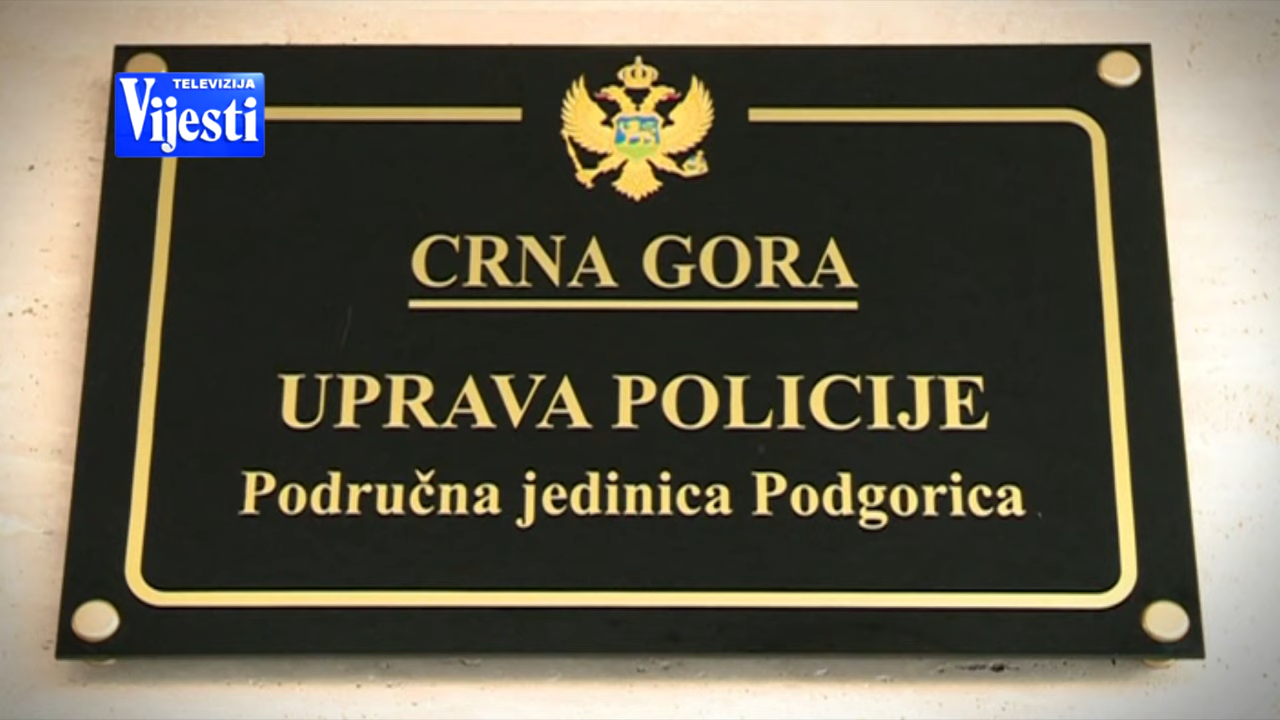 TELEVIZIJA
Vijesti
CRNA GORA
UPRAVA POLICIJE
Područna jedinica Podgorica